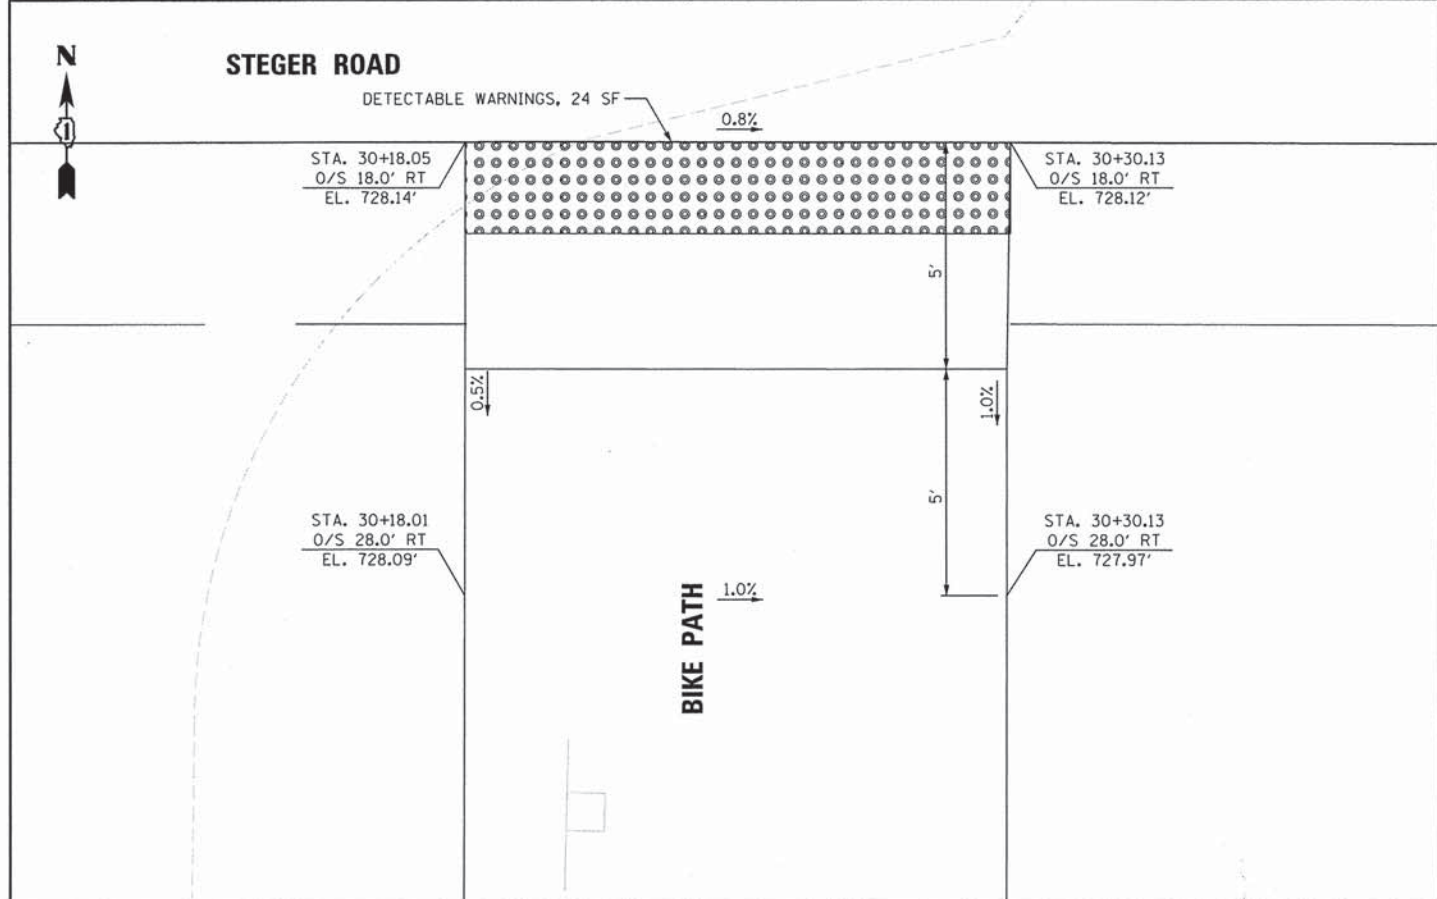 N
1
STEGER ROAD
DETECTABLE WARNINGS, 24 SF
0.8%
STA. 30+18.05
O/S 18.0' RT
EL. 728.14'
STA. 30+30.13
O/S 18.0' RT
EL. 728.12'
5'
0.5%
1.0%
5'
STA. 30+18.01
O/S 28.0' RT
EL. 728.09'
STA. 30+30.13
O/S 28.0' RT
EL. 727.97'
1.0%
BIKE PATH